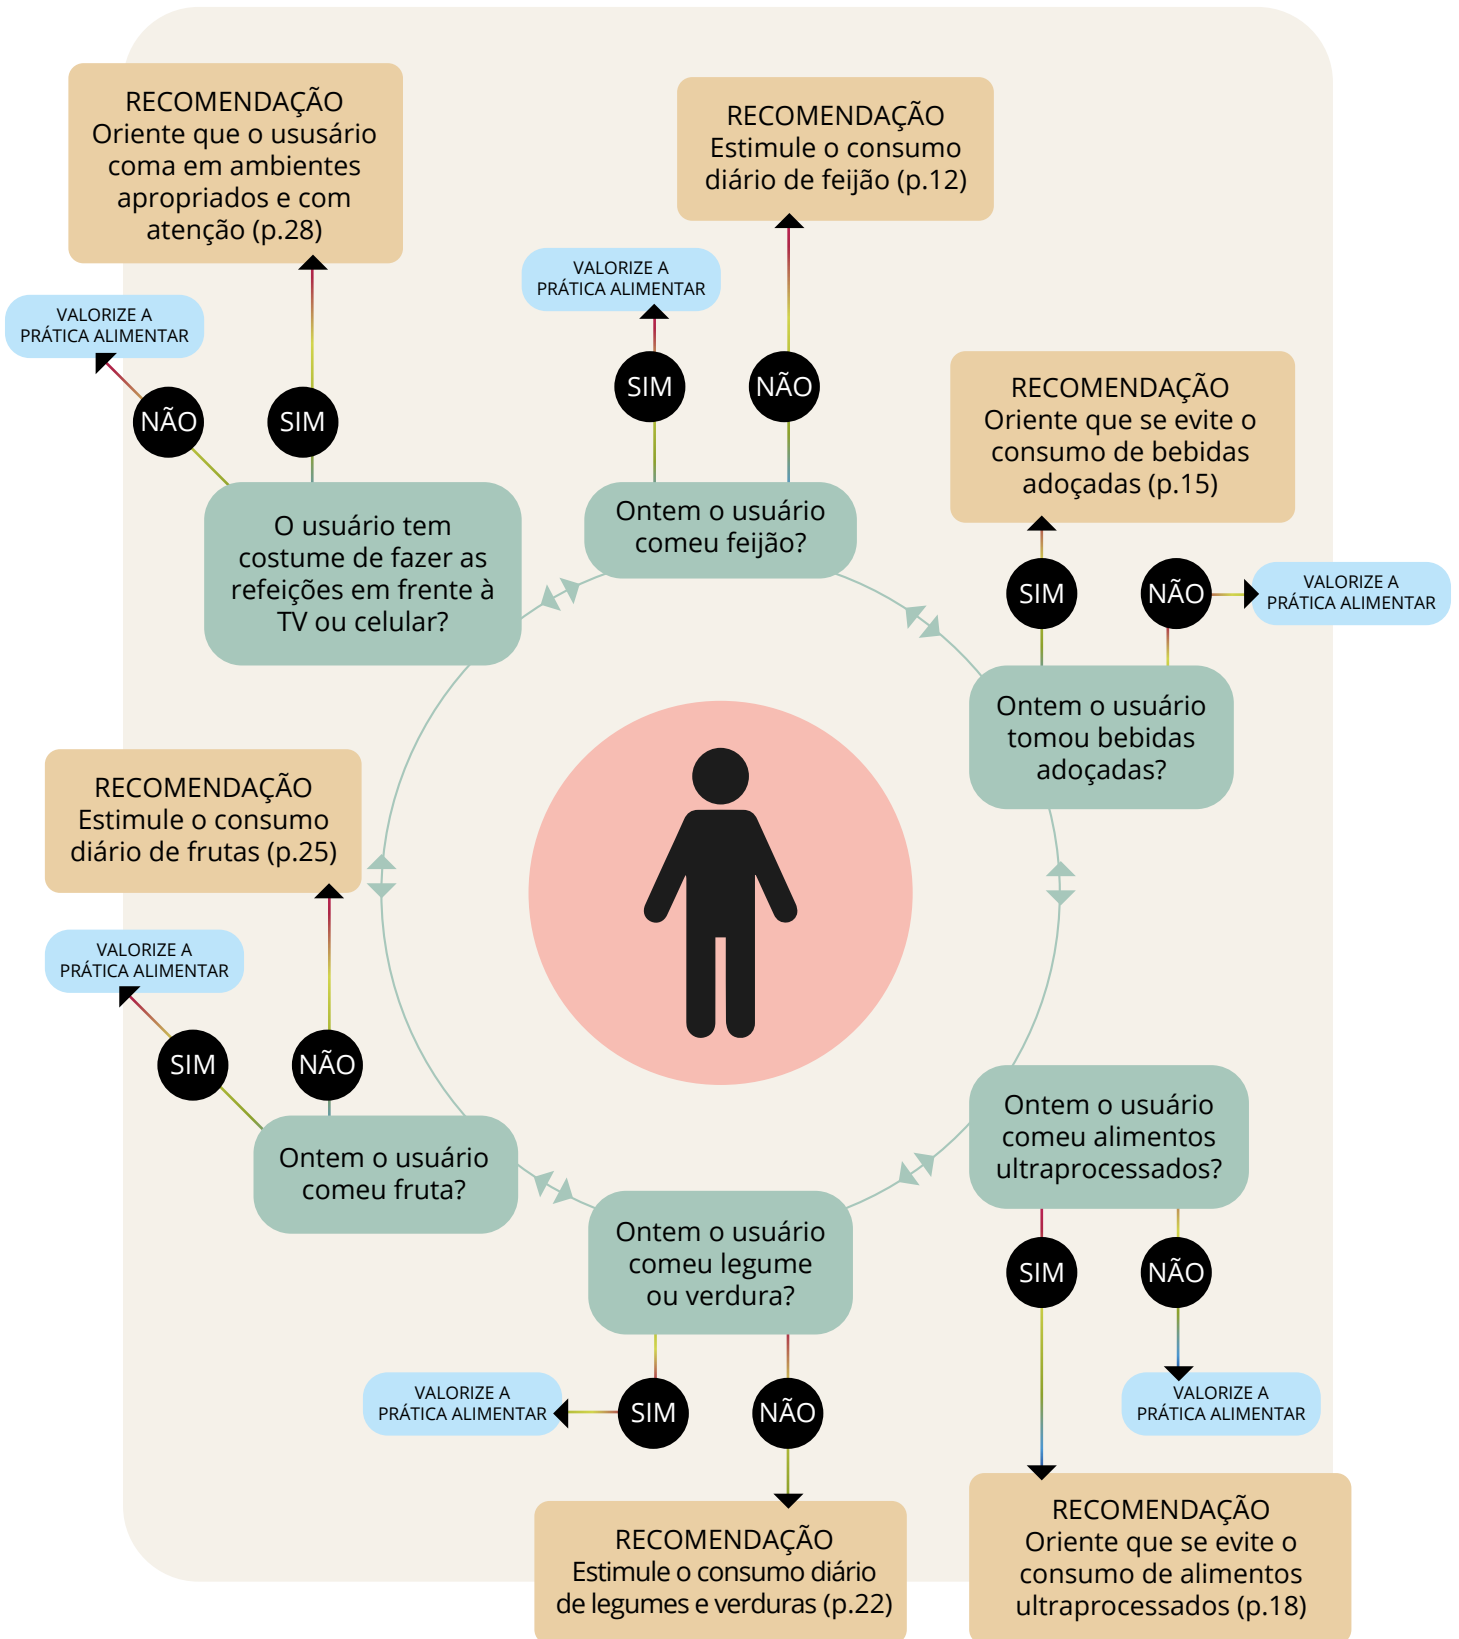 RECOMENDAÇÃO
Oriente que o ususário
coma em ambientes
apropriados e com
atenção (p.28)
VALORIZE A
PRÁTICA ALIMENTAR
NÃO
SIM
O usuário tem
costume de fazer as
refeições em frente à
TV ou celular?
RECOMENDAÇÃO
Estimule o consumo
diário de feijão (p.12)
VALORIZE A
PRÁTICA ALIMENTAR
SIM
NÃO
Ontem o usuário
comeu feijão?
RECOMENDAÇÃO
Oriente que se evite o
consumo de bebidas
adoçadas (p.15)
SIM
NÃO
VALORIZE A
PRÁTICA ALIMENTAR
Ontem o usuário
tomou bebidas
adoçadas?
RECOMENDAÇÃO
Estimule o consumo
diário de frutas (p.25)
VALORIZE A
PRÁTICA ALIMENTAR
SIM
NÃO
Ontem o usuário
comeu fruta?
Ontem o usuário
comeu legume
ou verdura?
VALORIZE A
PRÁTICA ALIMENTAR
SIM
NÃO
RECOMENDAÇÃO
Estimule o consumo diário
de legumes e verduras (p.22)
Ontem o usuário
comeu alimentos
ultraprocessados?
SIM
NÃO
VALORIZE A
PRÁTICA ALIMENTAR
RECOMENDAÇÃO
Oriente que se evite o
consumo de alimentos
ultraprocessados (p.18)